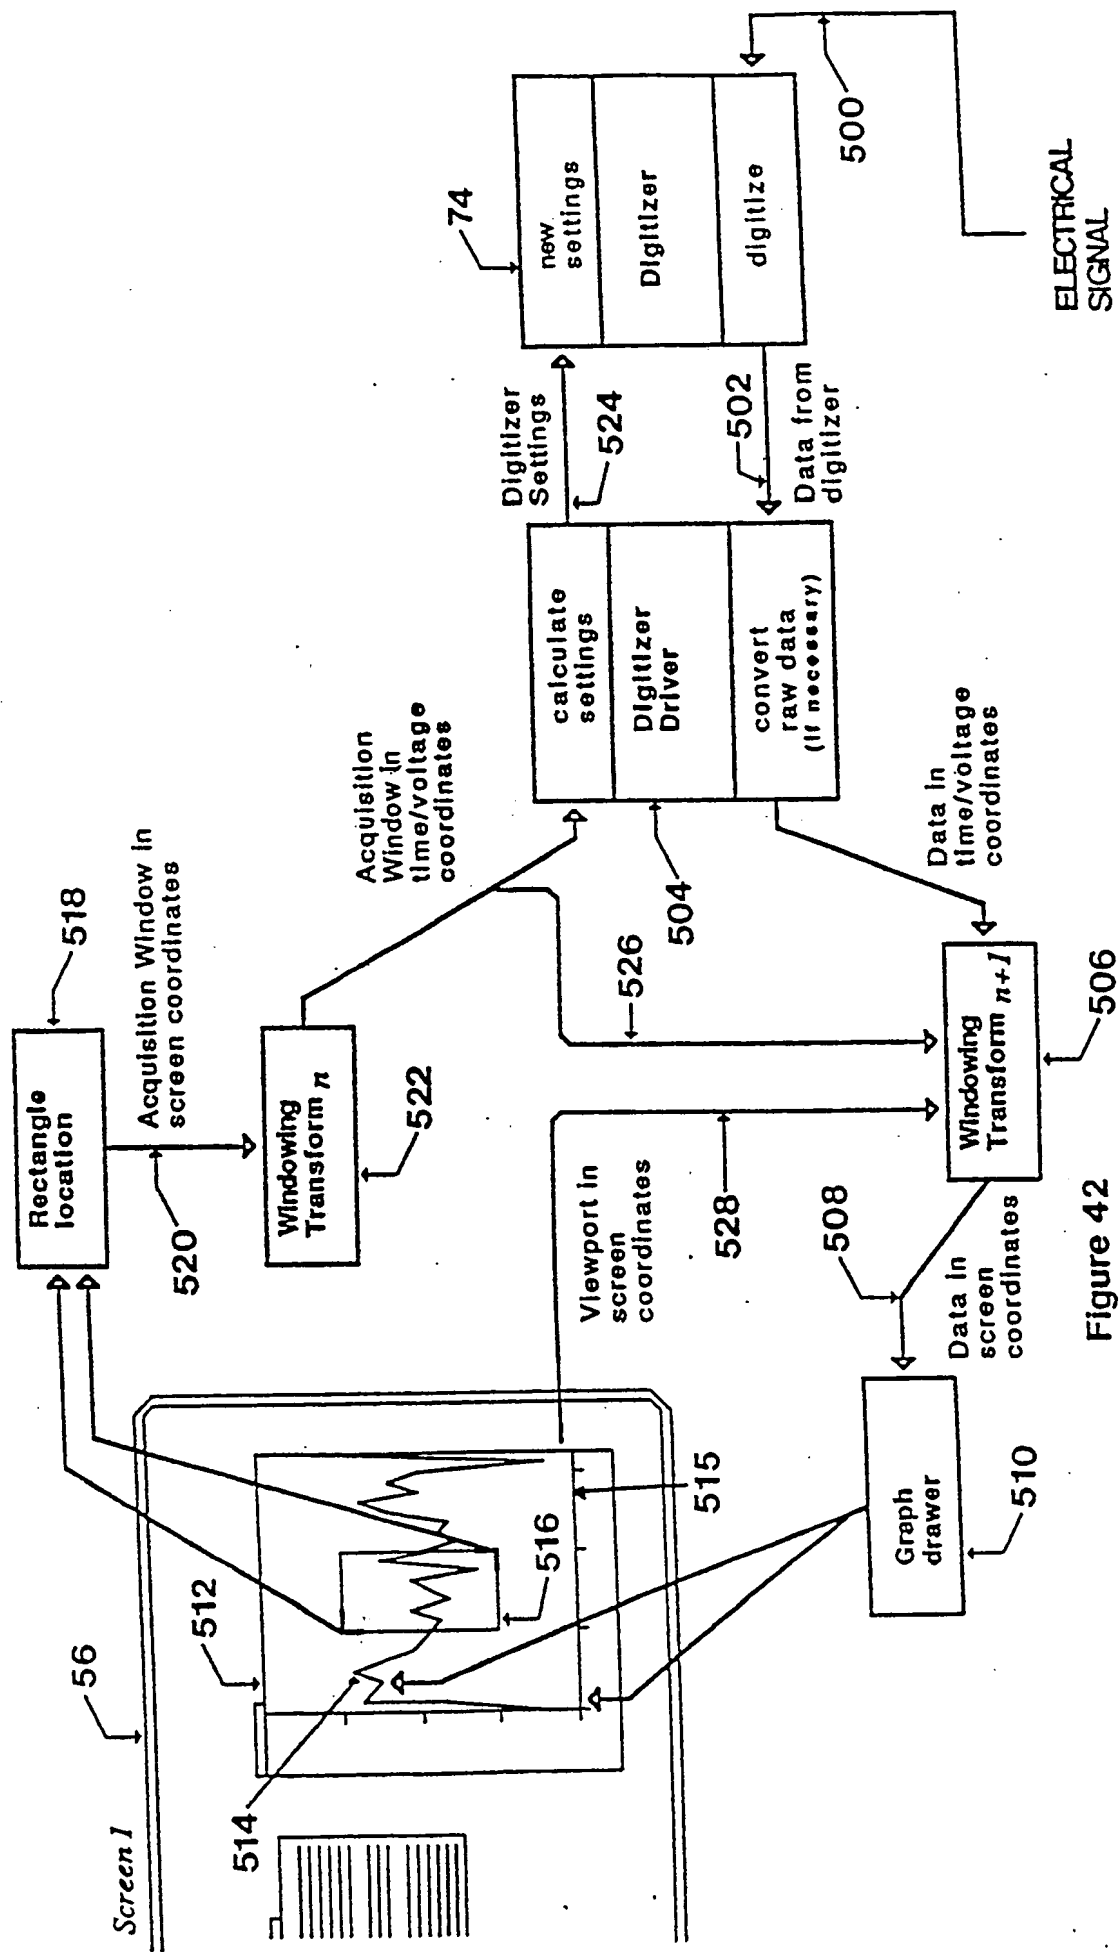 Screen 1
56
512
514
516
515
Rectangle
location
518
Acquisition Window in
screen coordinates
520
Windowing
Transform n
522
Acquisition
Window in
time/voltage
coordinates
526
Viewport in
screen
coordinates
528
calculate
settings
Digitizer
Driver
convert
raw data
(if necessary)
504
Digitizer
Settings
524
502
Data from
digitizer
74
new
settings
Digitizer
digitize
500
ELECTRICAL
SIGNAL
Data in
time/voltage
coordinates
Windowing
Transform n+1
506
508
Data in
screen
coordinates
Graph
drawer
510
Figure 42